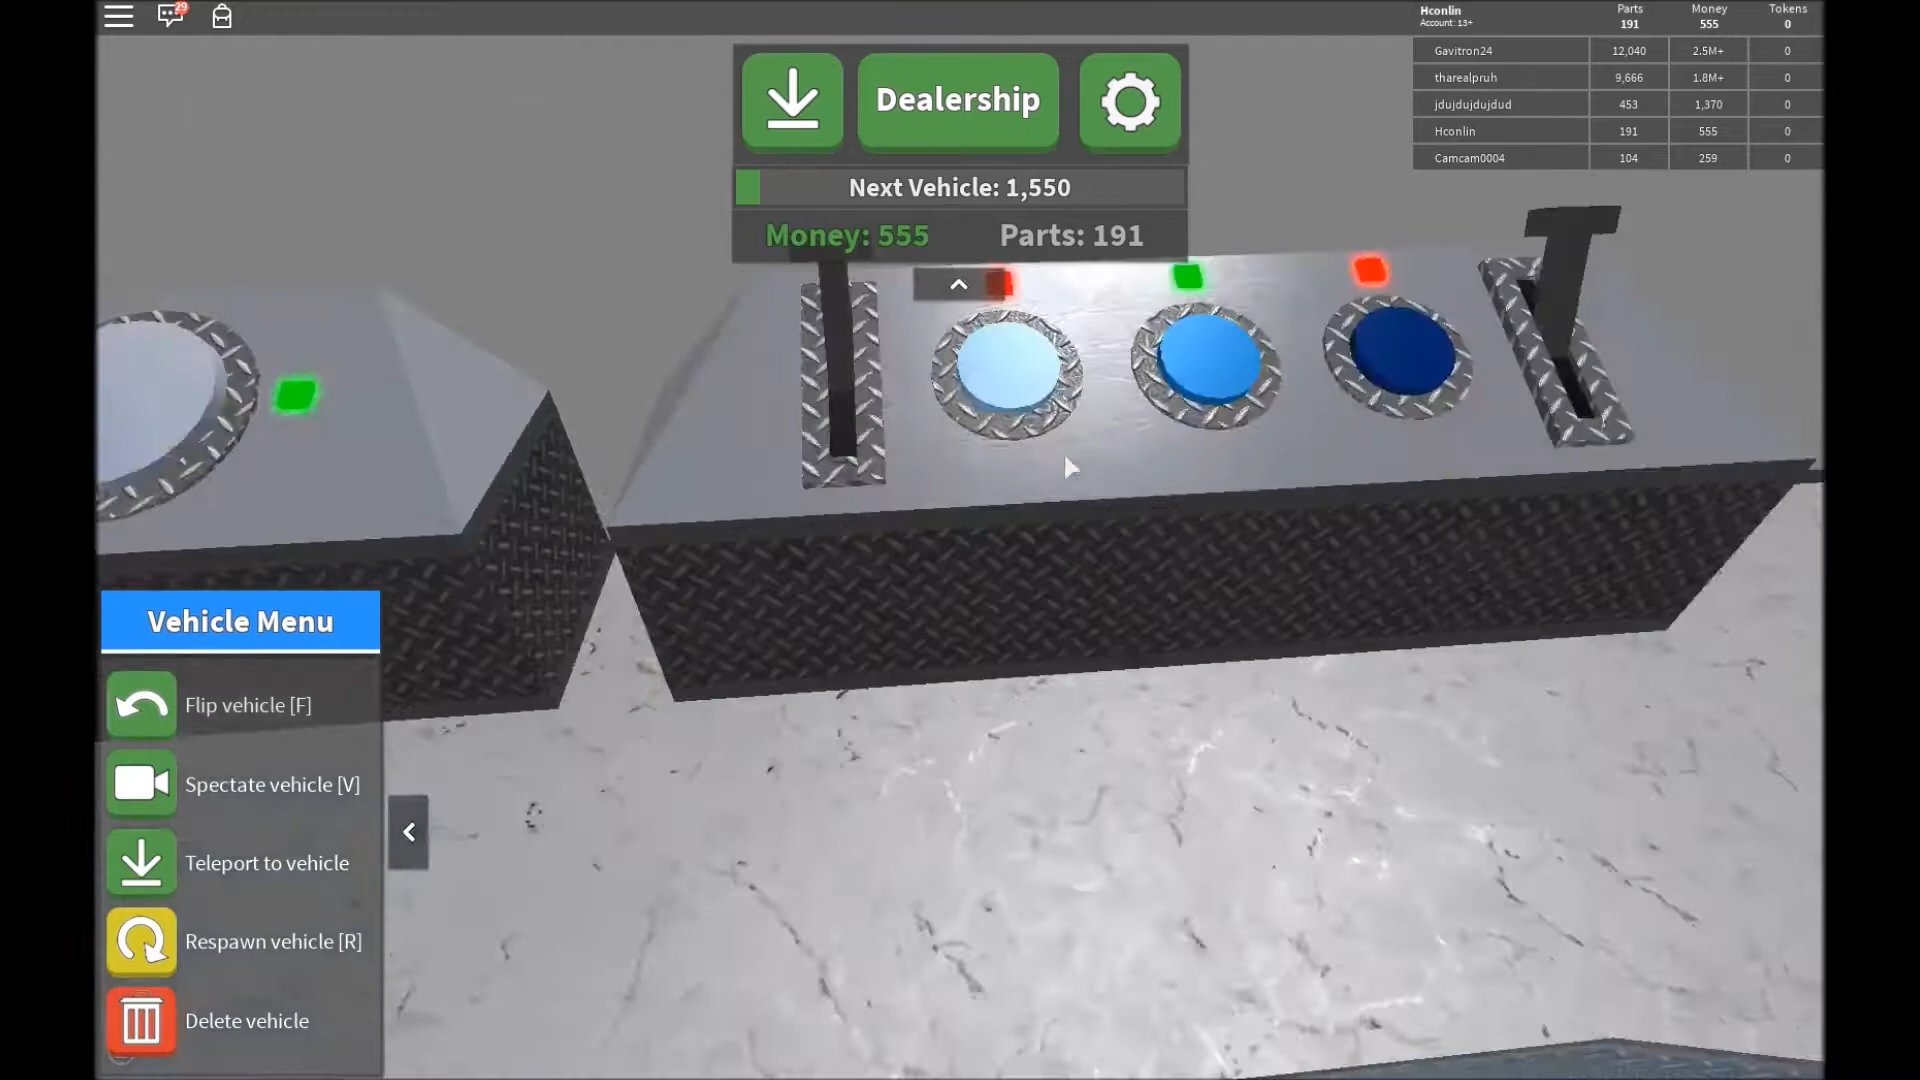 29
Hconlin
Account: 13+
Parts Money Tokens
191 555 0
Gavitron24 12,040 2.5M+ 0
tharealpruh 9,666 1.8M+ 0
jdujdujdujdud 453 1,370 0
Hconlin 191 555 0
Camcam0004 104 259 0
Dealership
Next Vehicle: 1,550
Money: 555 Parts: 191
Vehicle Menu
Flip vehicle [F]
Spectate vehicle [V]
Teleport to vehicle
Respawn vehicle [R]
Delete vehicle